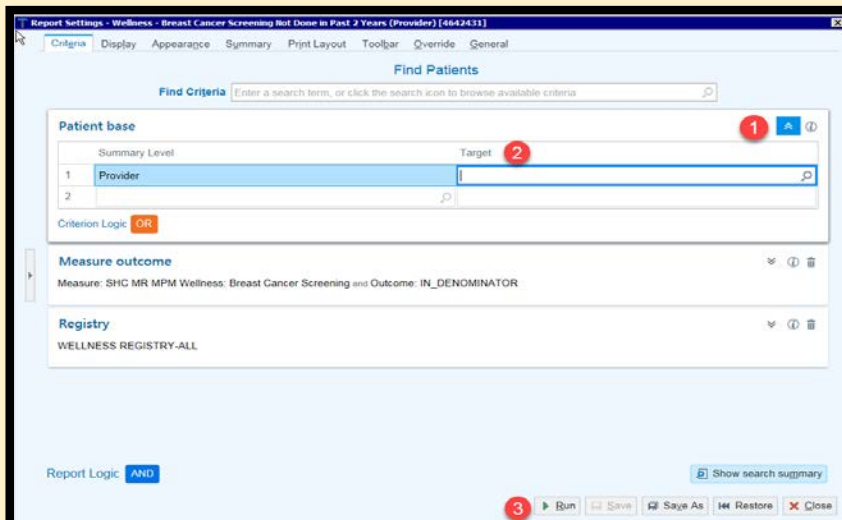 Report Settings - Wellness - Breast Cancer Screening Not Done in Past 2 Years (Provider) [4642431]
Criteria Display Appearance Summary Print Layout Toolbar Override General
Find Patients
Find Criteria Enter a search term, or click the search icon to browse available criteria
Patient base 1
Summary Level Target 2
1 Provider
2
Criterion Logic OR
Measure outcome
Measure: SHC MR MPM Wellness: Breast Cancer Screening and Outcome: IN_DENOMINATOR
Registry
WELLNESS REGISTRY-ALL
Report Logic AND Show search summary
3 Run Save Save As Restore Close